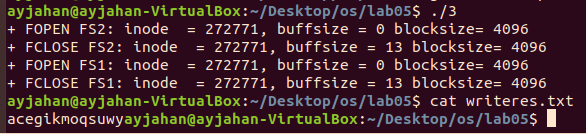 ayjahan@ayjahan-VirtualBox:~/Desktop/os/lab05$ ./3
+ FOPEN FS2: inode  = 272771, buffsize = 0 blocksize= 4096
+ FCLOSE FS2: inode  = 272771, buffsize = 13 blocksize= 4096
+ FOPEN FS1: inode  = 272771, buffsize = 0 blocksize= 4096
+ FCLOSE FS1: inode  = 272771, buffsize = 13 blocksize= 4096
ayjahan@ayjahan-VirtualBox:~/Desktop/os/lab05$ cat writeres.txt
acegikmoqsuwyayjahan@ayjahan-VirtualBox:~/Desktop/os/lab05$